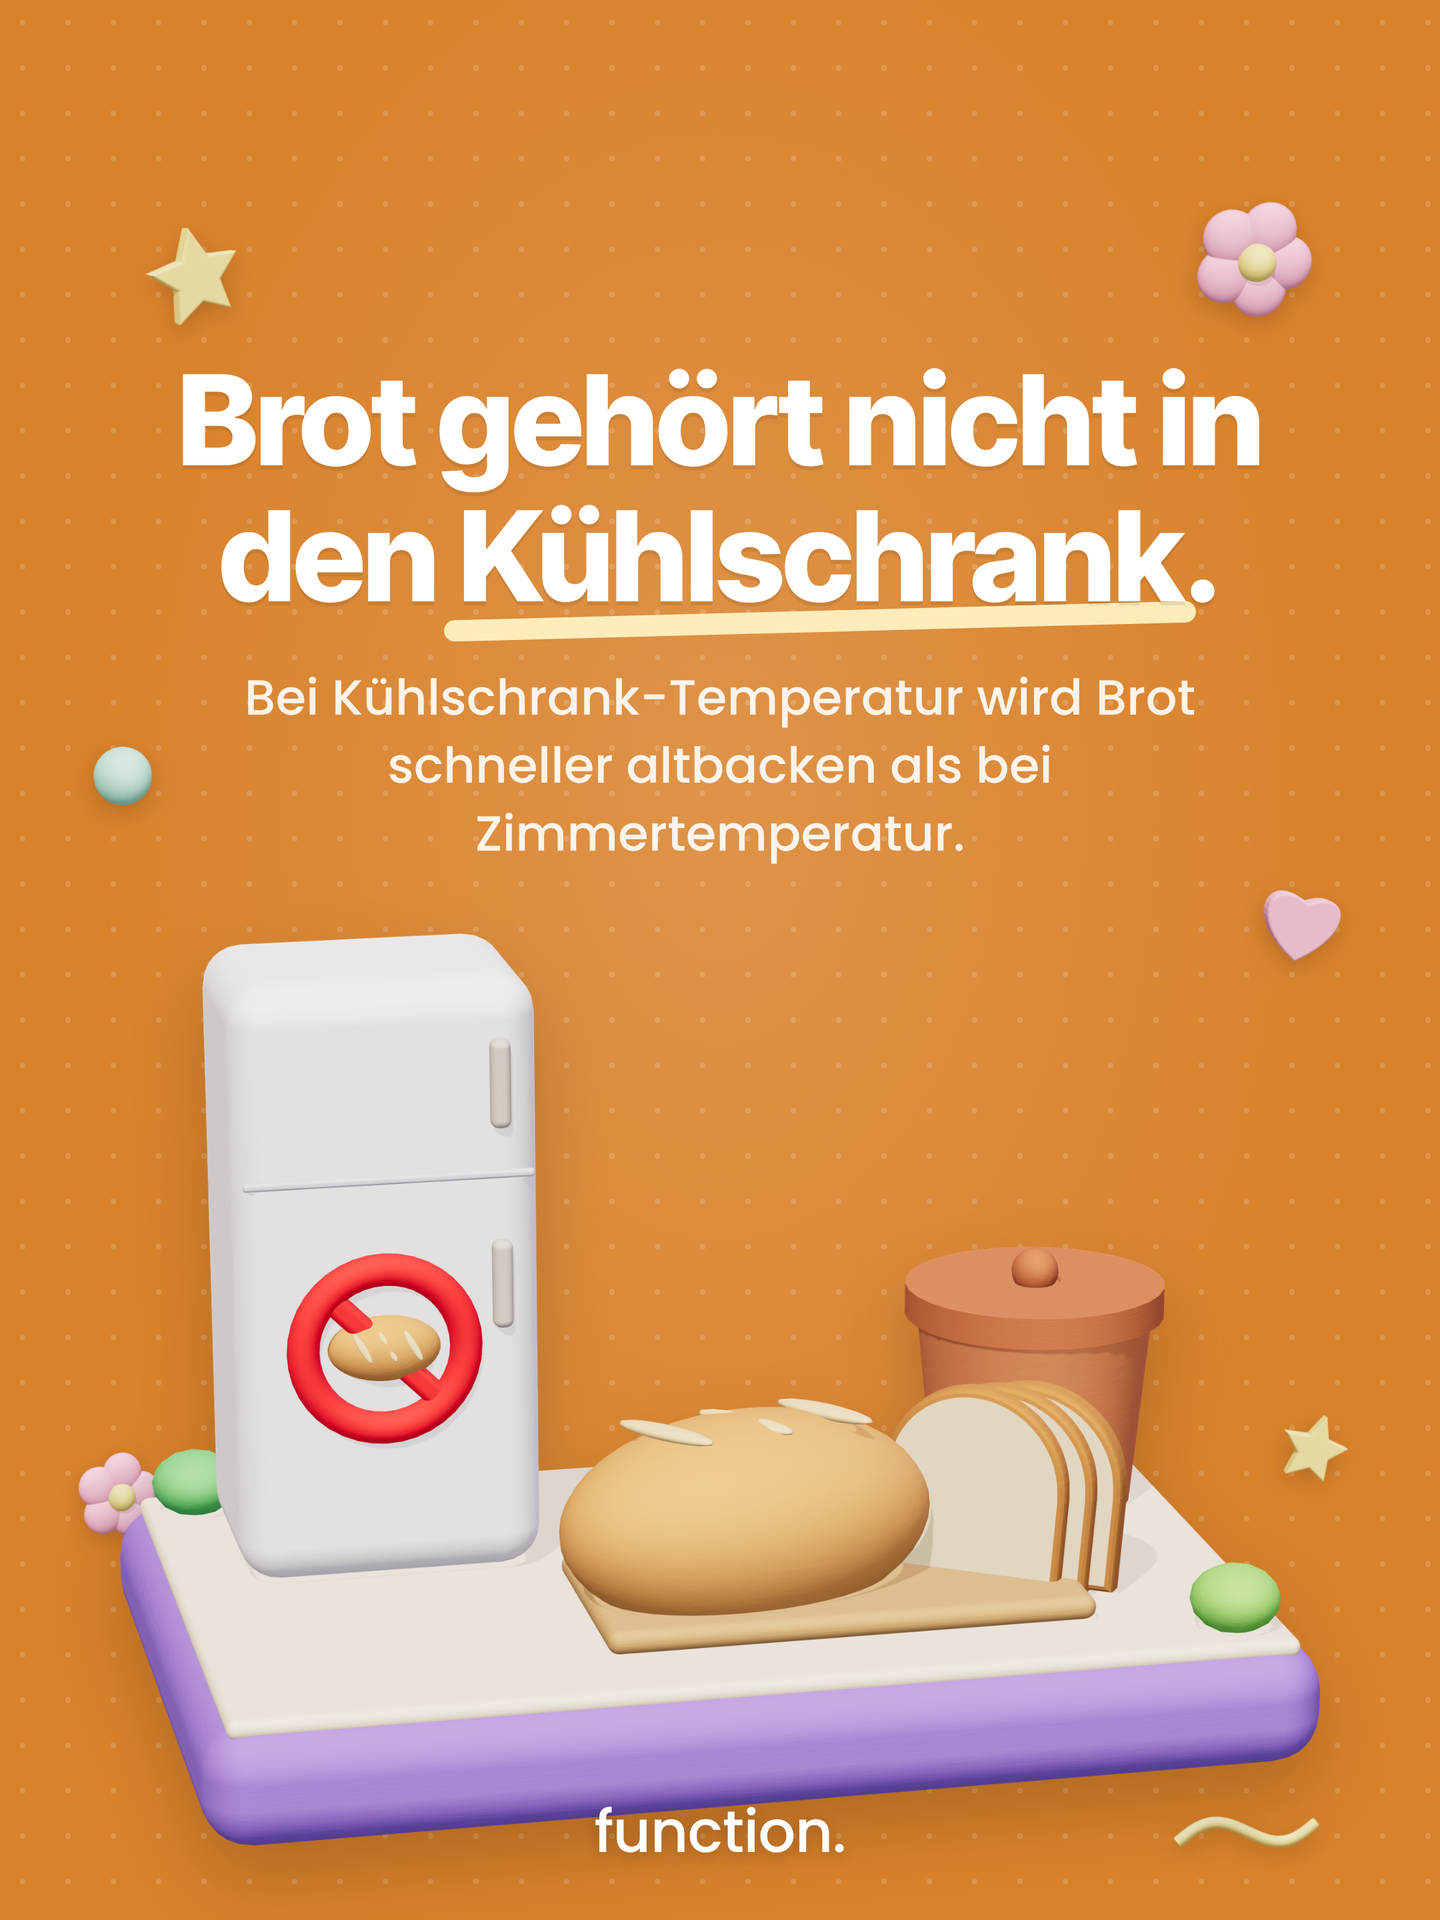 Brot gehört nicht in
den Kühlschrank.
Bei Kühlschrank-Temperatur wird Brot
schneller altbacken als bei
Zimmertemperatur.
function.